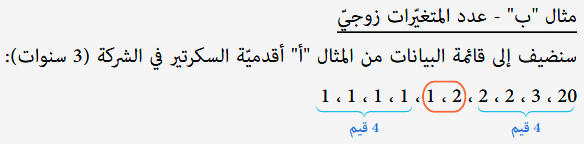 مثال "ب" - عدد المتغيّرات زوجيّ
سنضيف إلى قائمة البيانات من المثال "أ" أقدميّة السكرتير في الشركة (3 سنوات):
1 ، 1 ، 1 ، 1 ، 1 ، 2 ، 2 ، 2 ، 3 ، 20
4 قيم 4 قيم